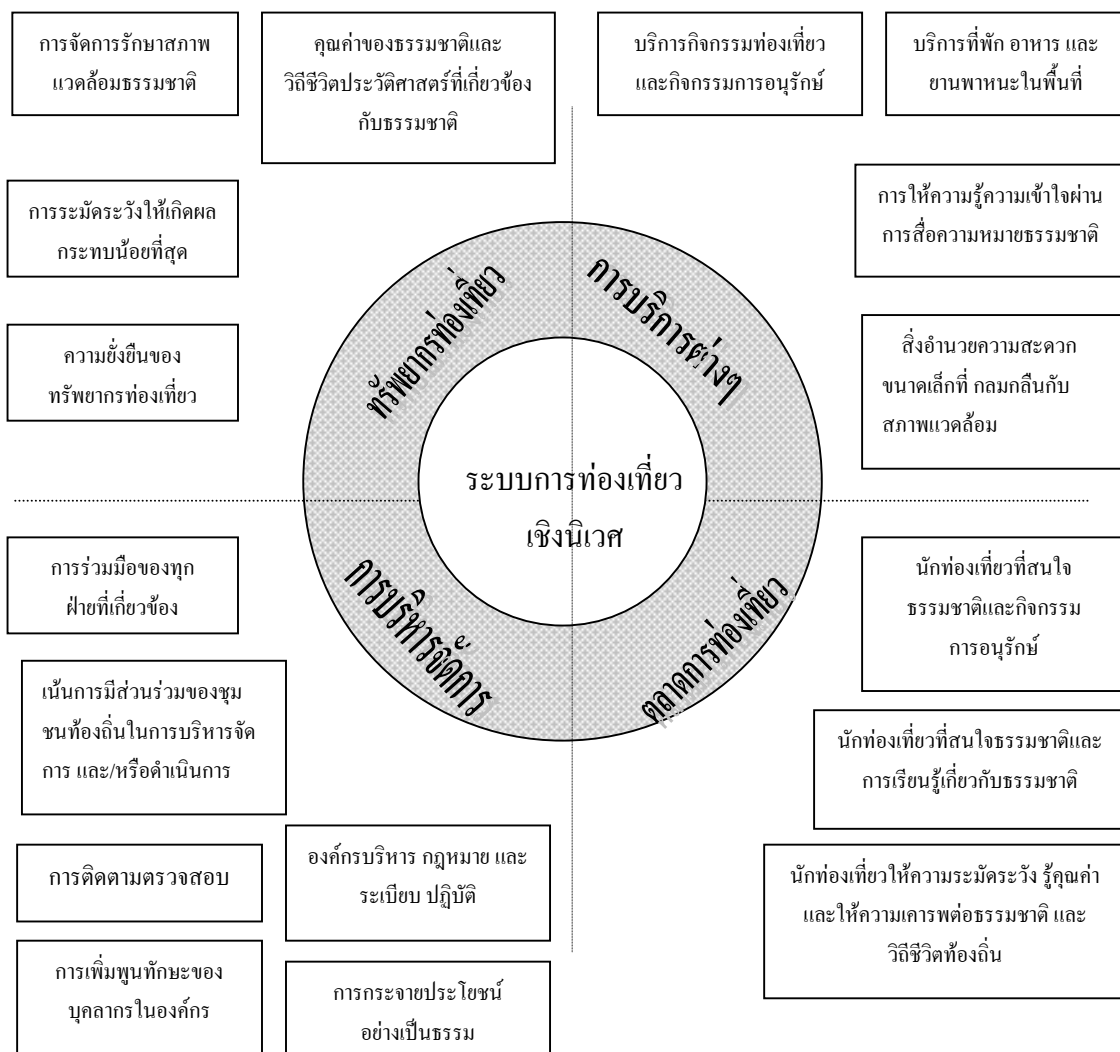 การจัดการรักษาสภาพ
แวดล้อมธรรมชาติ
คุณค่าของธรรมชาติและ
วิถีชีวิตประวัติศาสตร์ที่เกี่ยวข้อง
กับธรรมชาติ
บริการกิจกรรมท่องเที่ยว
และกิจกรรมการอนุรักษ์
บริการที่พัก อาหาร และ
ยานพาหนะในพื้นที่
การระมัดระวังให้เกิดผล
กระทบน้อยที่สุด
การให้ความรู้ความเข้าใจผ่าน
การสื่อความหมายธรรมชาติ
ความยั่งยืนของ
ทรัพยากรท่องเที่ยว
สิ่งอำนวยความสะดวก
ขนาดเล็กที่ กลมกลืนกับ
สภาพแวดล้อม
ทรัพยากรท่องเที่ยว
การบริการต่างๆ
ระบบการท่องเที่ยว
เชิงนิเวศ
การบริหารจัดการ
ตลาดการท่องเที่ยว
การร่วมมือของทุก
ฝ่ายที่เกี่ยวข้อง
นักท่องเที่ยวที่สนใจ
ธรรมชาติและกิจกรรม
การอนุรักษ์
เน้นการมีส่วนร่วมของชุม
ชนท้องถิ่นในการบริหารจัด
การ และ/หรือดำเนินการ
นักท่องเที่ยวที่สนใจธรรมชาติและ
การเรียนรู้เกี่ยวกับธรรมชาติ
การติดตามตรวจสอบ
องค์กรบริหาร กฎหมาย และ
ระเบียบ ปฏิบัติ
นักท่องเที่ยวให้ความระมัดระวัง รู้คุณค่า
และให้ความเคารพต่อธรรมชาติ และ
วิถีชีวิตท้องถิ่น
การเพิ่มพูนทักษะของ
บุคลากรในองค์กร
การกระจายประโยชน์
อย่างเป็นธรรม